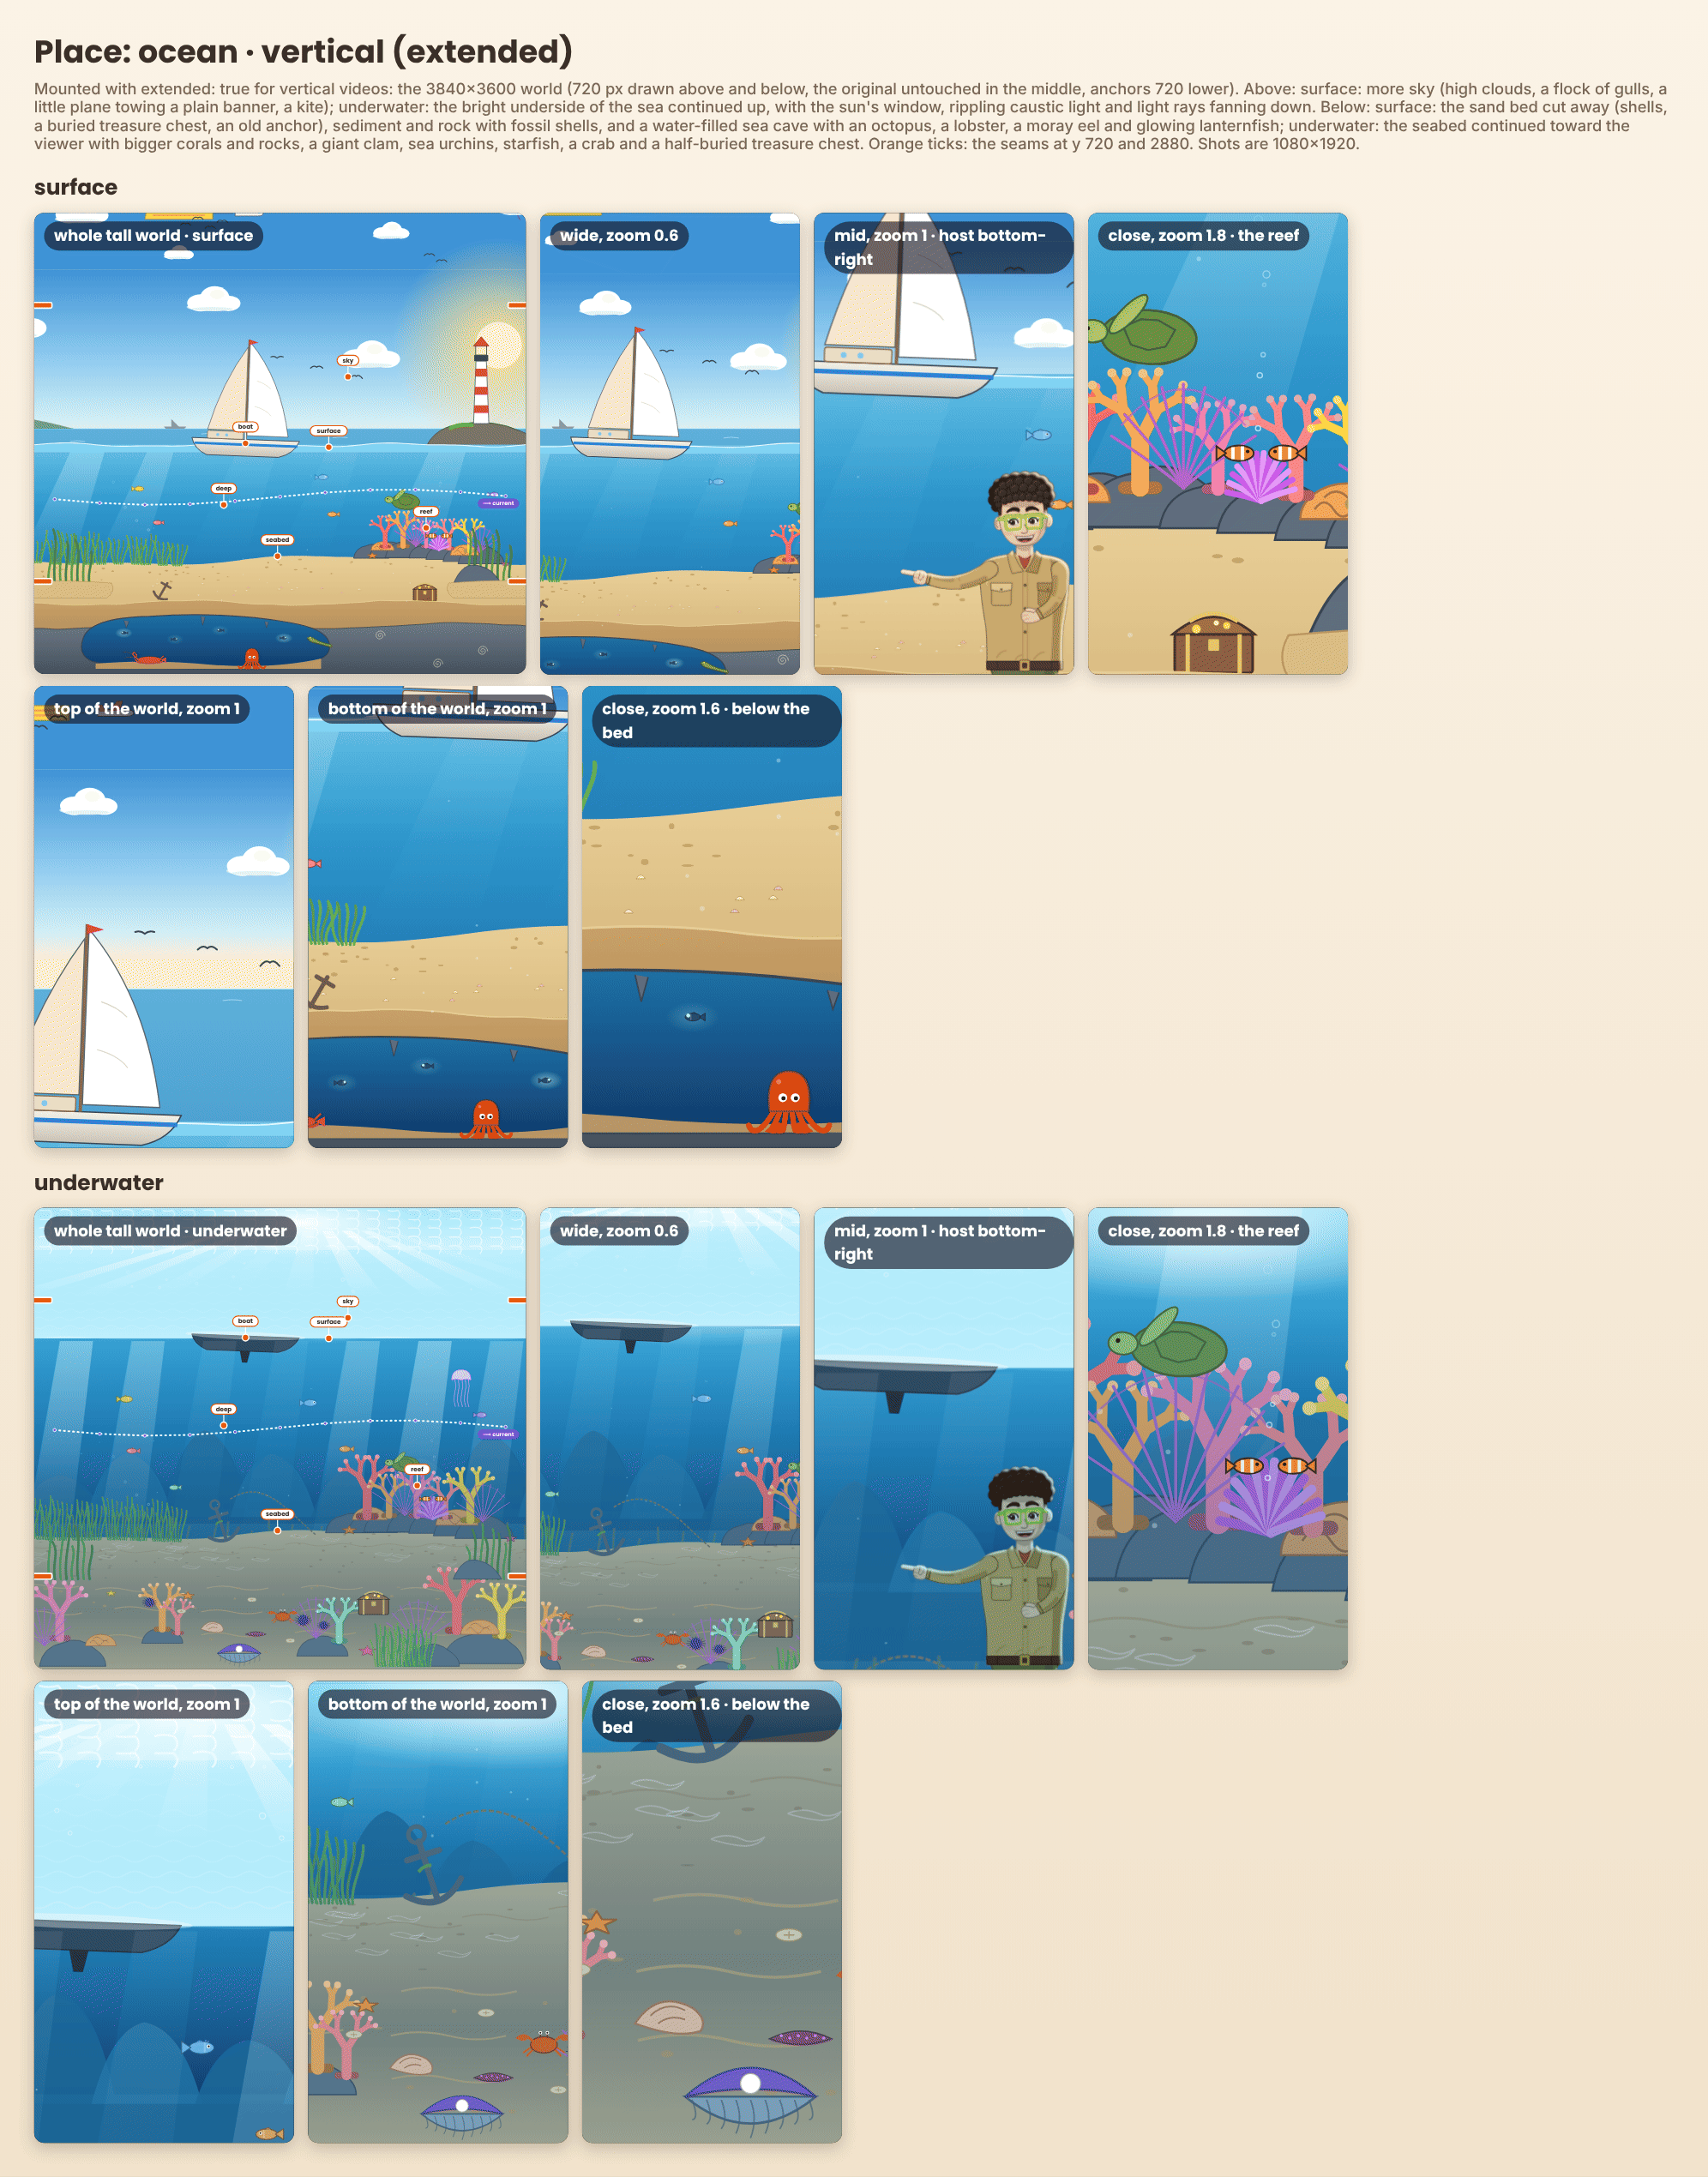 Place: ocean · vertical (extended)
Mounted with extended: true for vertical videos: the 3840×3600 world (720 px drawn above and below, the original untouched in the middle, anchors 720 lower). Above: surface: more sky (high clouds, a flock of gulls, a
little plane towing a plain banner, a kite); underwater: the bright underside of the sea continued up, with the sun's window, rippling caustic light and light rays fanning down. Below: surface: the sand bed cut away (shells,
a buried treasure chest, an old anchor), sediment and rock with fossil shells, and a water-filled sea cave with an octopus, a lobster, a moray eel and glowing lanternfish; underwater: the seabed continued toward the
viewer with bigger corals and rocks, a giant clam, sea urchins, starfish, a crab and a half-buried treasure chest. Orange ticks: the seams at y 720 and 2880. Shots are 1080×1920.
surface
whole tall world · surface
sky
boat
surface
deep
→ current
reef
seabed
wide, zoom 0.6
mid, zoom 1 · host bottom-
right
close, zoom 1.8 · the reef
top of the world, zoom 1
bottom of the world, zoom 1
close, zoom 1.6 · below the
bed
underwater
whole tall world · underwater
sky
boat
surface
deep
→ current
reef
seabed
wide, zoom 0.6
mid, zoom 1 · host bottom-
right
close, zoom 1.8 · the reef
top of the world, zoom 1
bottom of the world, zoom 1
close, zoom 1.6 · below the
bed